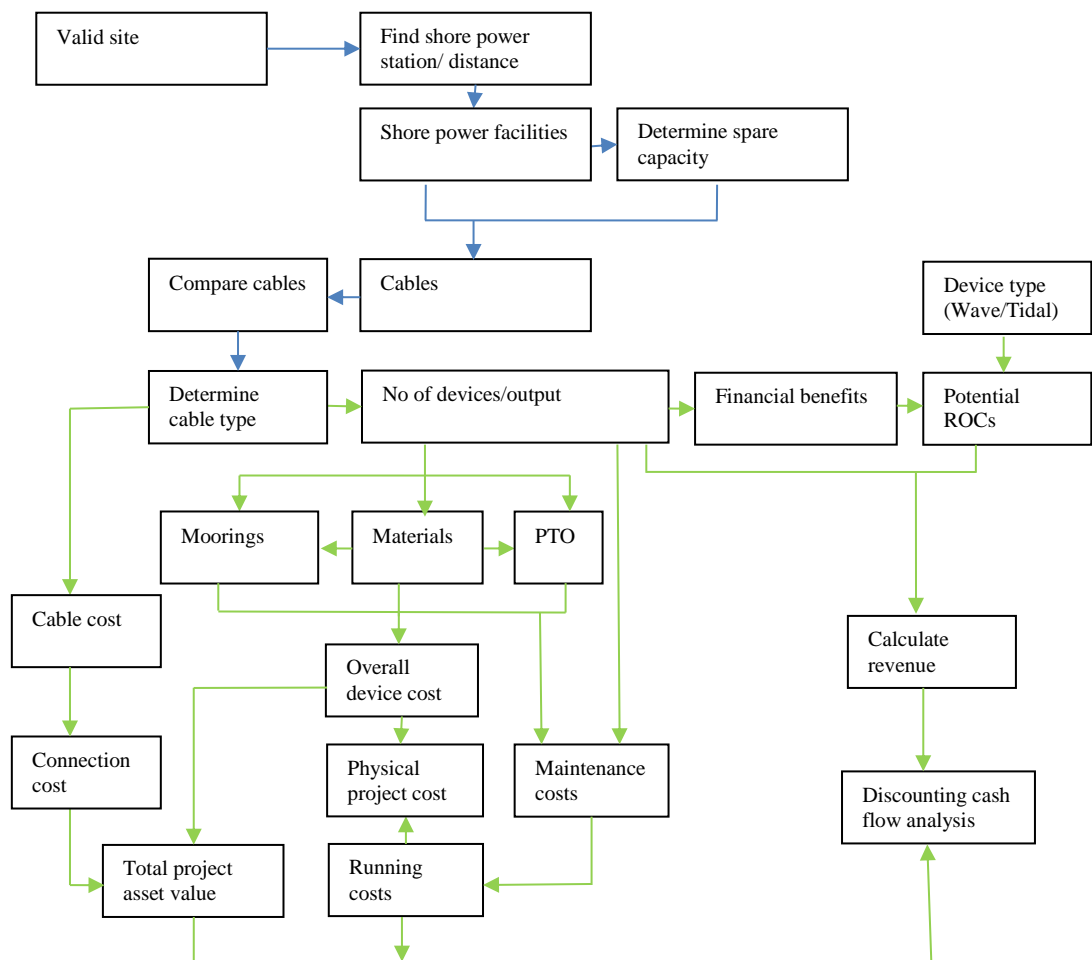 Valid site
Find shore power
station/ distance
Shore power facilities
Determine spare
capacity
Compare cables
Cables
Device type
(Wave/Tidal)
Determine
cable type
No of devices/output
Financial benefits
Potential
ROCs
Moorings
Materials
PTO
Cable cost
Calculate
revenue
Overall
device cost
Connection
cost
Physical
project cost
Maintenance
costs
Discounting cash
flow analysis
Total project
asset value
Running
costs